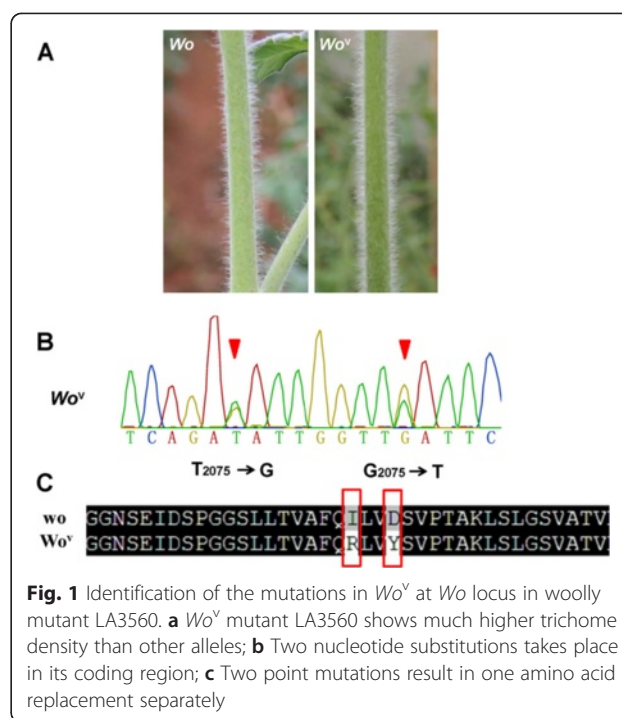 A
Wo
Woᵛ
B
Woᵛ
T C A G A T A T T G G T T G A T T C
T₂₀₇₅ → G
G₂₀₇₅ → T
C
wo GGNSEIDSPGGSLLTVAFQILVDSVPTAKLSLGSVATV
Woᵛ GGNSEIDSPGGSLLTVAFQRLVYSVPTAKLSLGSVATV
Fig. 1 Identification of the mutations in Woᵛ at Wo locus in woolly
mutant LA3560. a Woᵛ mutant LA3560 shows much higher trichome
density than other alleles; b Two nucleotide substitutions takes place
in its coding region; c Two point mutations result in one amino acid
replacement separately